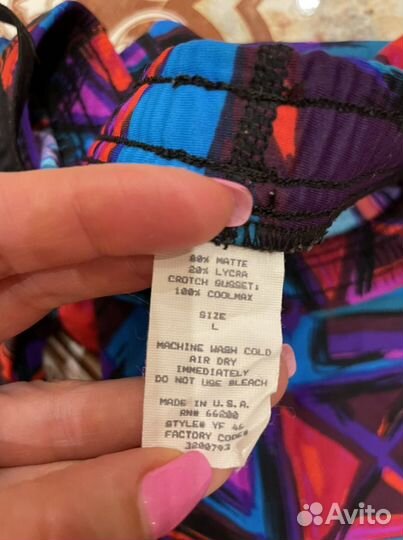 80% MATTE
20% LYCRA
CROTCH GUSSET:
100% COOLMAX
SIZE
L
MACHINE WASH COLD
AIR DRY
IMMEDIATELY
DO NOT USE BLEACH
MADE IN U.S.A.
RN# 66200
STYLE# YF 46
FACTORY CODE#
3200793
Avito